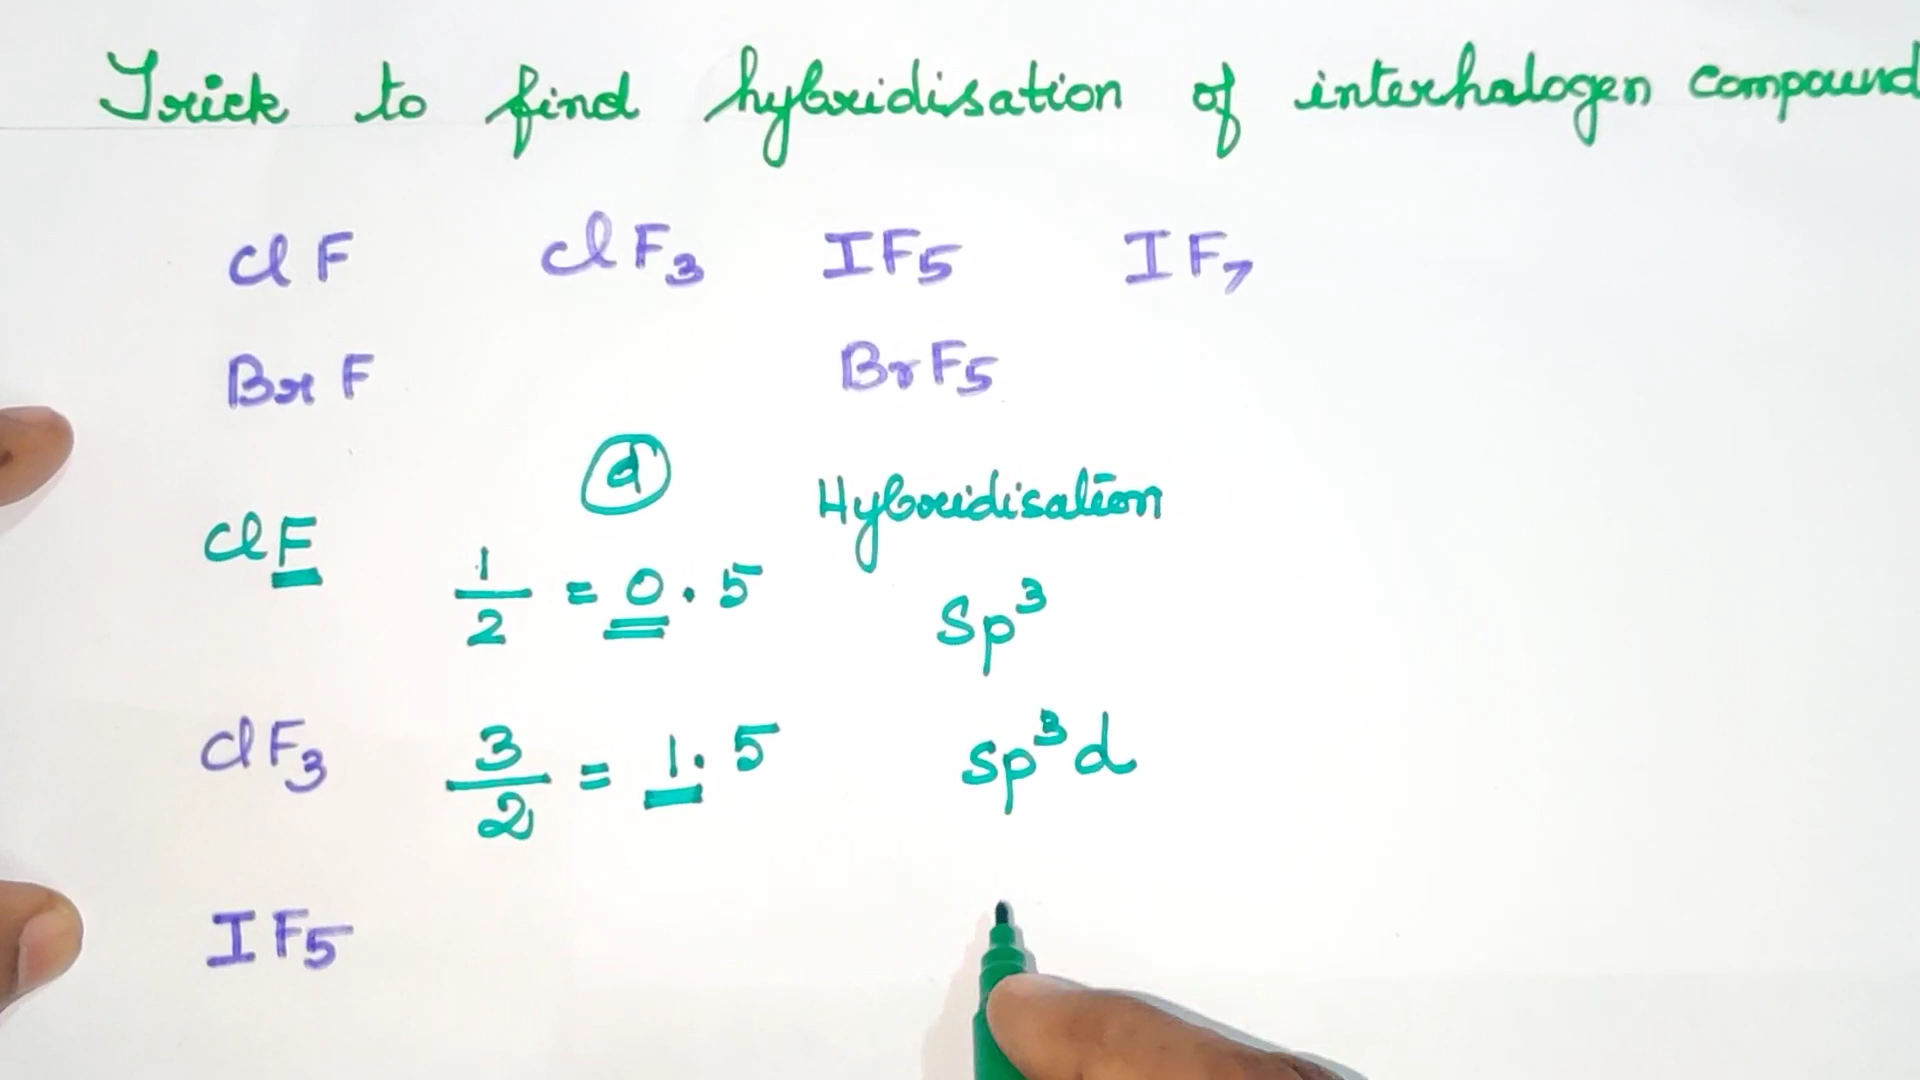 Trick to find hybridisation of interhalogen compound
ClF ClF3 IF5 IF7
BrF BrF5
d Hybridisation
ClF 1/2 = 0.5 Sp³
ClF3 3/2 = 1.5 Sp³d
IF5